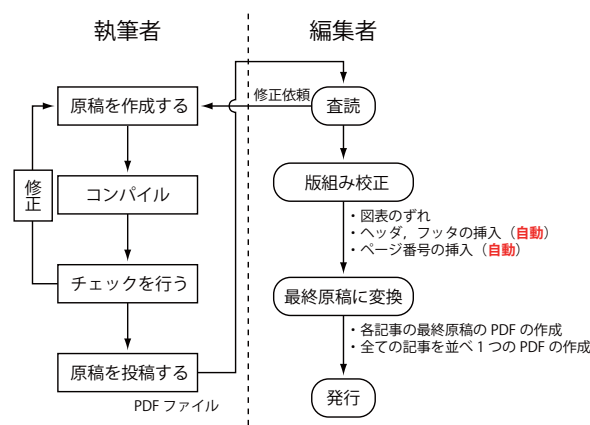 執筆者
原稿を作成する
修正
コンパイル
チェックを行う
原稿を投稿する
PDF ファイル
編集者
修正依頼
査読
版組み校正
・図表のずれ
・ヘッダ，フッタの挿入（自動）
・ページ番号の挿入（自動）
最終原稿に変換
・各記事の最終原稿の PDF の作成
・全ての記事を並べ 1 つの PDF の作成
発行